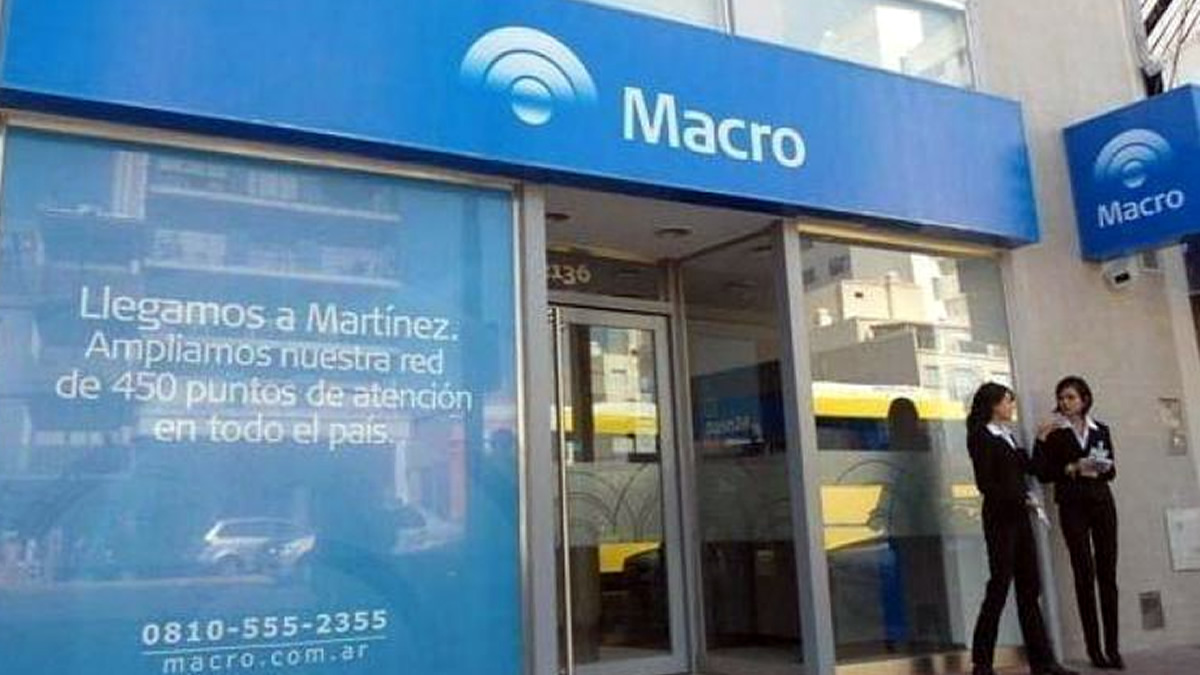 Macro
Macro
2136
Llegamos a Martínez.
Ampliamos nuestra red
de 450 puntos de atención
en todo el país.
0810-555-2355
macro.com.ar